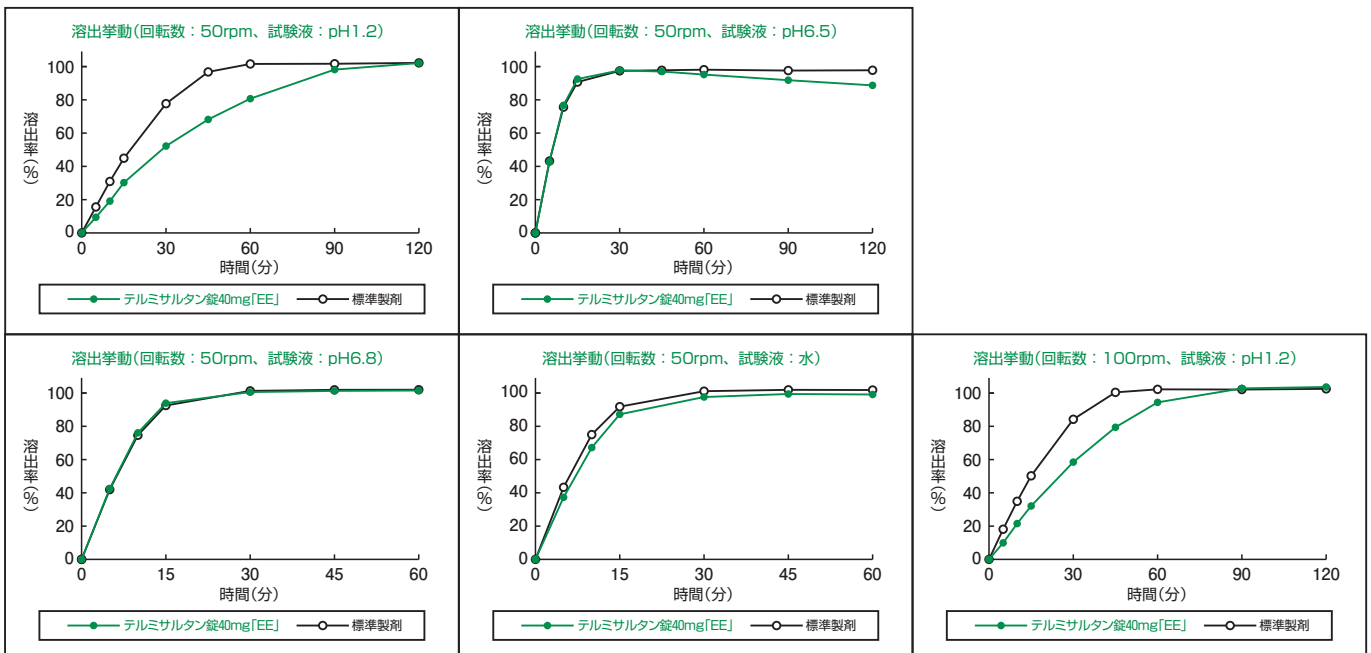 溶出挙動(回転数：50rpm、試験液：pH1.2)
100
80
60
40
20
0
溶出率(%)
0 30 60 90 120
時間(分)
テルミサルタン錠40mg「EE」 標準製剤
溶出挙動(回転数：50rpm、試験液：pH6.5)
100
80
60
40
20
0
溶出率(%)
0 30 60 90 120
時間(分)
テルミサルタン錠40mg「EE」 標準製剤
溶出挙動(回転数：50rpm、試験液：pH6.8)
100
80
60
40
20
0
溶出率(%)
0 15 30 45 60
時間(分)
テルミサルタン錠40mg「EE」 標準製剤
溶出挙動(回転数：50rpm、試験液：水)
100
80
60
40
20
0
溶出率(%)
0 15 30 45 60
時間(分)
テルミサルタン錠40mg「EE」 標準製剤
溶出挙動(回転数：100rpm、試験液：pH1.2)
100
80
60
40
20
0
溶出率(%)
0 30 60 90 120
時間(分)
テルミサルタン錠40mg「EE」 標準製剤